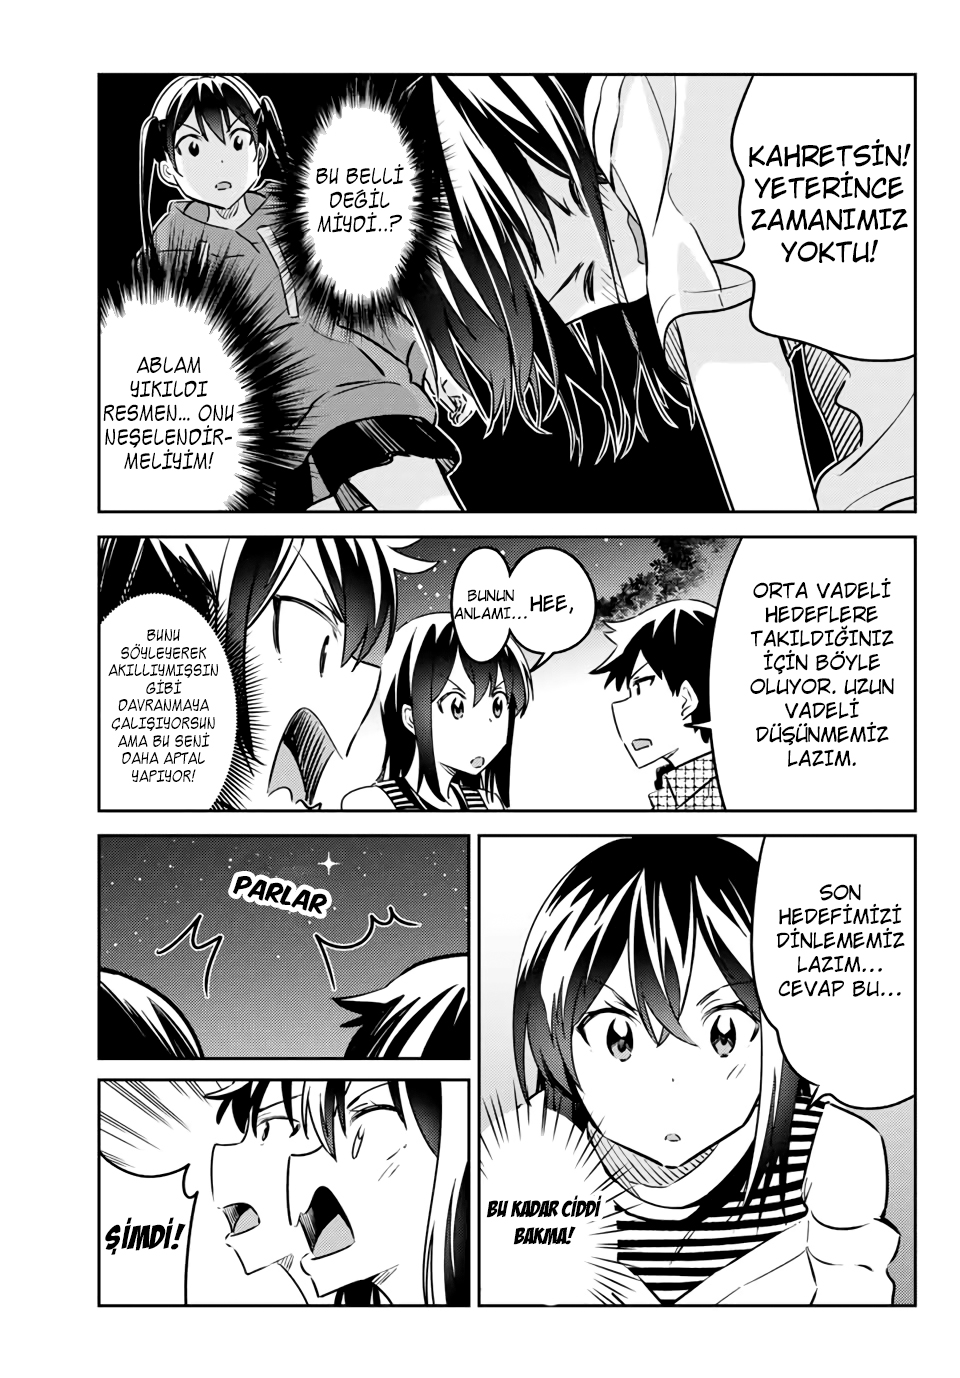 KAHRETSİN!
YETERİNCE
ZAMANIMIZ
YOKTU!
BU BELLİ
DEĞİL
MİYDİ..?
ABLAM
YIKILDI
RESMEN... ONU
NEŞELENDİR-
MELİYİM!
ORTA VADELİ
HEDEFLERE
TAKILDIĞINIZ
İÇİN BÖYLE
OLUYOR. UZUN
VADELİ
DÜŞÜNMEMİZ
LAZIM.
HEE,
BUNUN
ANLAMI...
BUNU
SÖYLEYEREK
AKILLIYMIŞSIN
GİBİ
DAVRANMAYA
ÇALIŞIYORSUN
AMA BU SENİ
DAHA APTAL
YAPIYOR!
SON
HEDEFİMİZİ
DİNLEMEMİZ
LAZIM...
CEVAP BU...
BU KADAR CİDDİ
BAKMA!
PARLAR
ŞİMDİ!